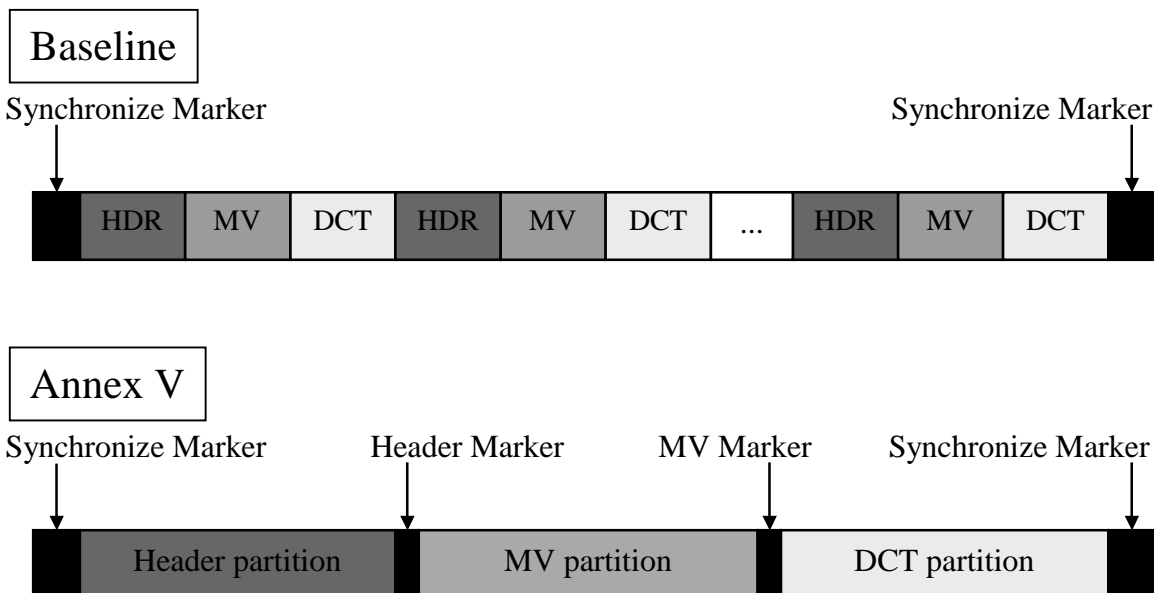 Baseline
Synchronize Marker Synchronize Marker
HDR MV DCT HDR MV DCT ... HDR MV DCT
Annex V
Synchronize Marker Header Marker MV Marker Synchronize Marker
Header partition MV partition DCT partition